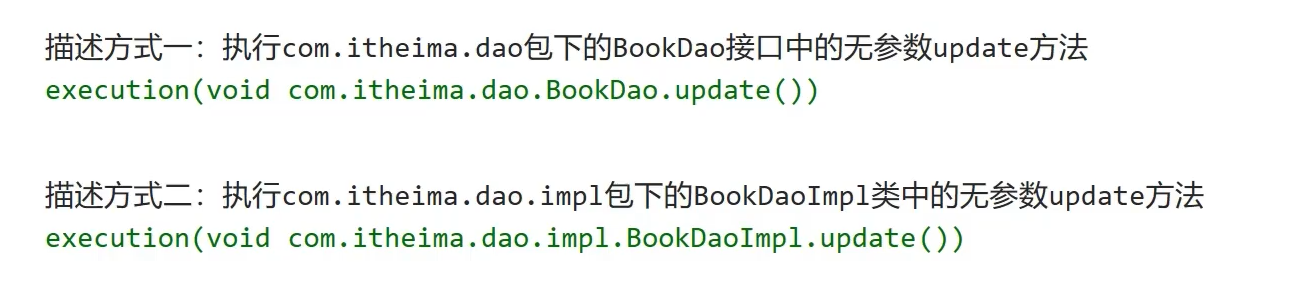 描述方式一：执行com.itheima.dao包下的BookDao接口中的无参数update方法
execution(void com.itheima.dao.BookDao.update())
描述方式二：执行com.itheima.dao.impl包下的BookDaoImpl类中的无参数update方法
execution(void com.itheima.dao.impl.BookDaoImpl.update())